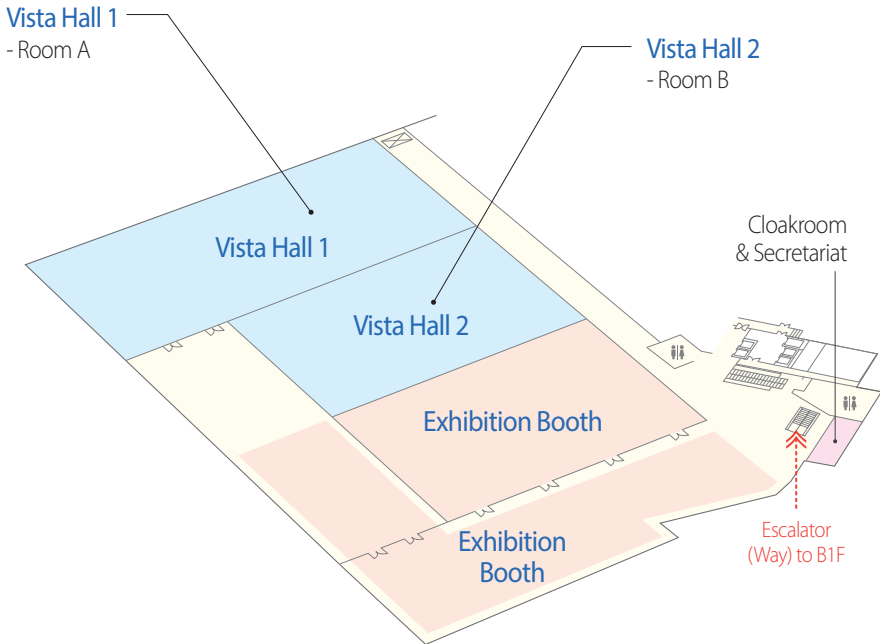 Vista Hall 1
- Room A
Vista Hall 2
- Room B
Cloakroom
& Secretariat
Vista Hall 1
Vista Hall 2
Exhibition Booth
Exhibition
Booth
Escalator
(Way) to B1F